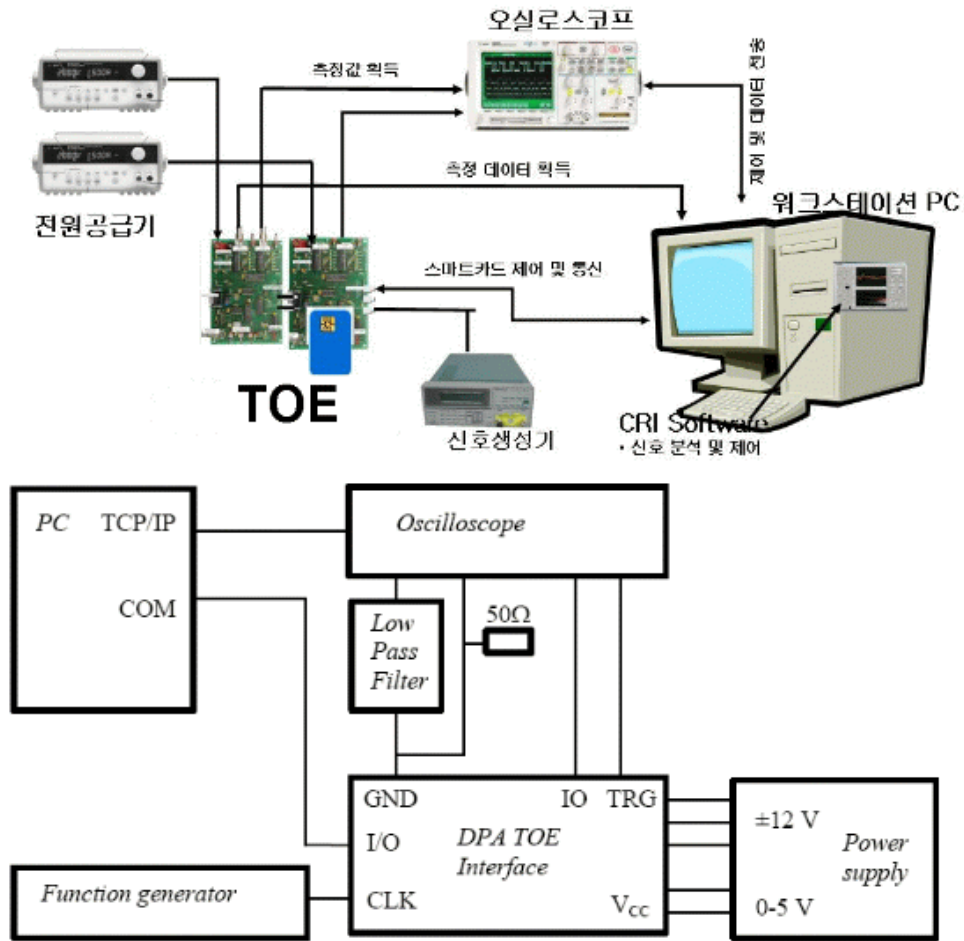 오실로스코프
측정값 획득
제어 및 데이터 전송
측정 데이터 획득
전원공급기
워크스테이션 PC
스마트카드 제어 및 통신
TOE
신호생성기
CRI Software
• 신호 분석 및 제어
PC TCP/IP
Oscilloscope
COM
50Ω
Low
Pass
Filter
GND IO TRG
±12 V
I/O DPA TOE
Interface
Power
supply
Function generator
CLK
VCC
0-5 V